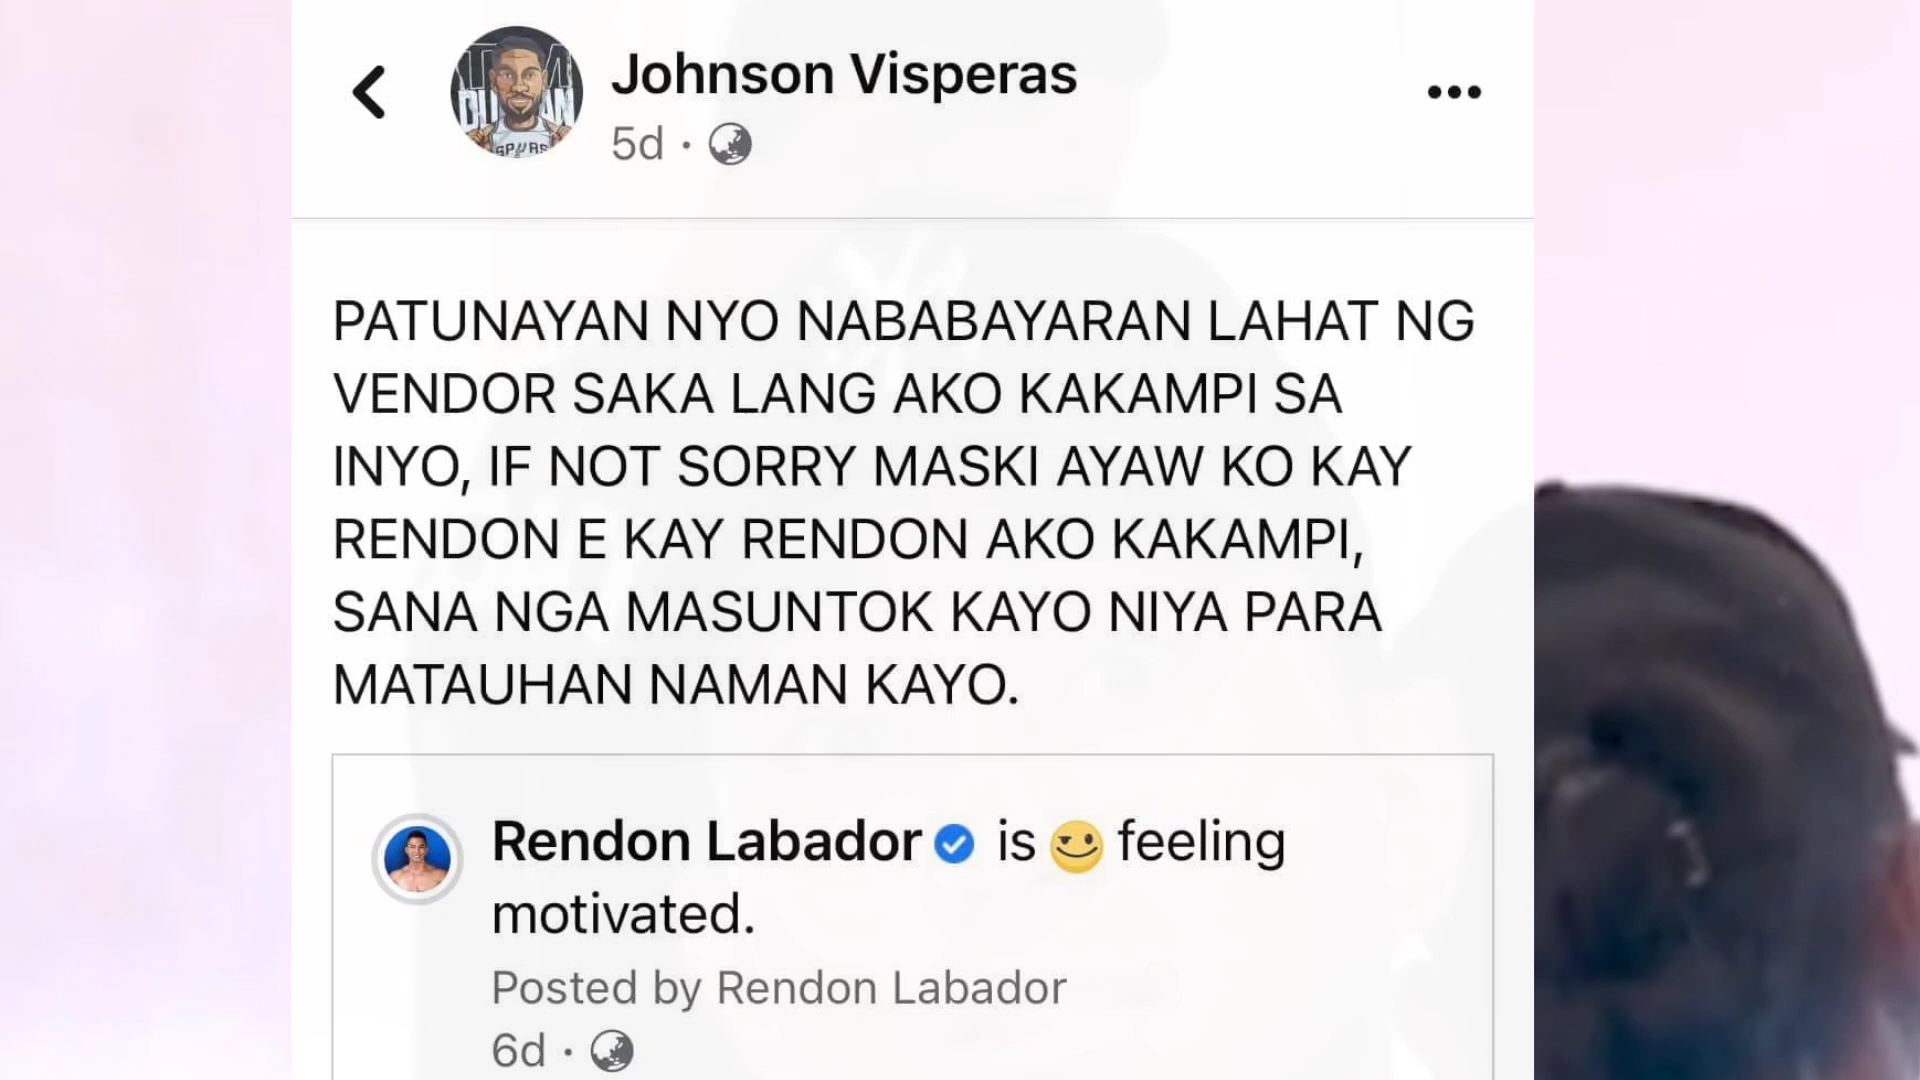 Johnson Visperas
5d ·
PATUNAYAN NYO NABABAYARAN LAHAT NG
VENDOR SAKA LANG AKO KAKAMPI SA
INYO, IF NOT SORRY MASKI AYAW KO KAY
RENDON E KAY RENDON AKO KAKAMPI,
SANA NGA MASUNTOK KAYO NIYA PARA
MATAUHAN NAMAN KAYO.
Rendon Labador is feeling
motivated.
Posted by Rendon Labador
6d ·